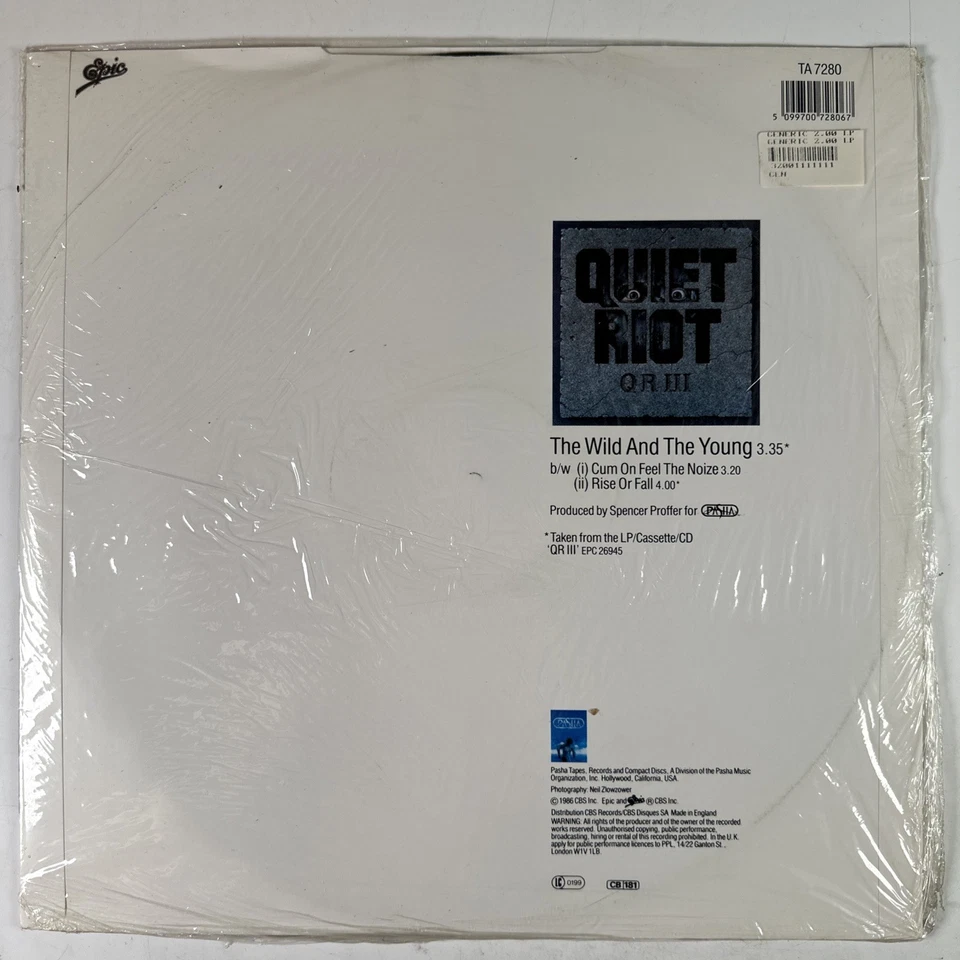 Epic
TA 7280
5 099700 728067
GENERIC 2.00 LP
GENERIC 2.00 LP
GEN
QUIET
RIOT
QR III
The Wild And The Young 3.35*
b/w (i) Cum On Feel The Noize 3.20
(ii) Rise Or Fall 4.00*
Produced by Spencer Proffer for PASHA
* Taken from the LP/Cassette/CD
'QR III' EPC 26945
PASHA
Pasha Tapes, Records and Compact Discs, A Division of the Pasha Music
Organization, Inc. Hollywood, California, USA.
Photography: Neil Zlowzower
© 1986 CBS Inc. Epic and Epic ® CBS Inc.
Distribution CBS Records/CBS Disques SA Made in England
WARNING: All rights of the producer and of the owner of the recorded
works reserved. Unauthorised copying, public performance,
broadcasting, hiring or rental of this recording prohibited. In the U.K.
apply for public performance licences to PPL, 14/22 Ganton St.,
London W1V 1LB.
LC 0199
CB 181